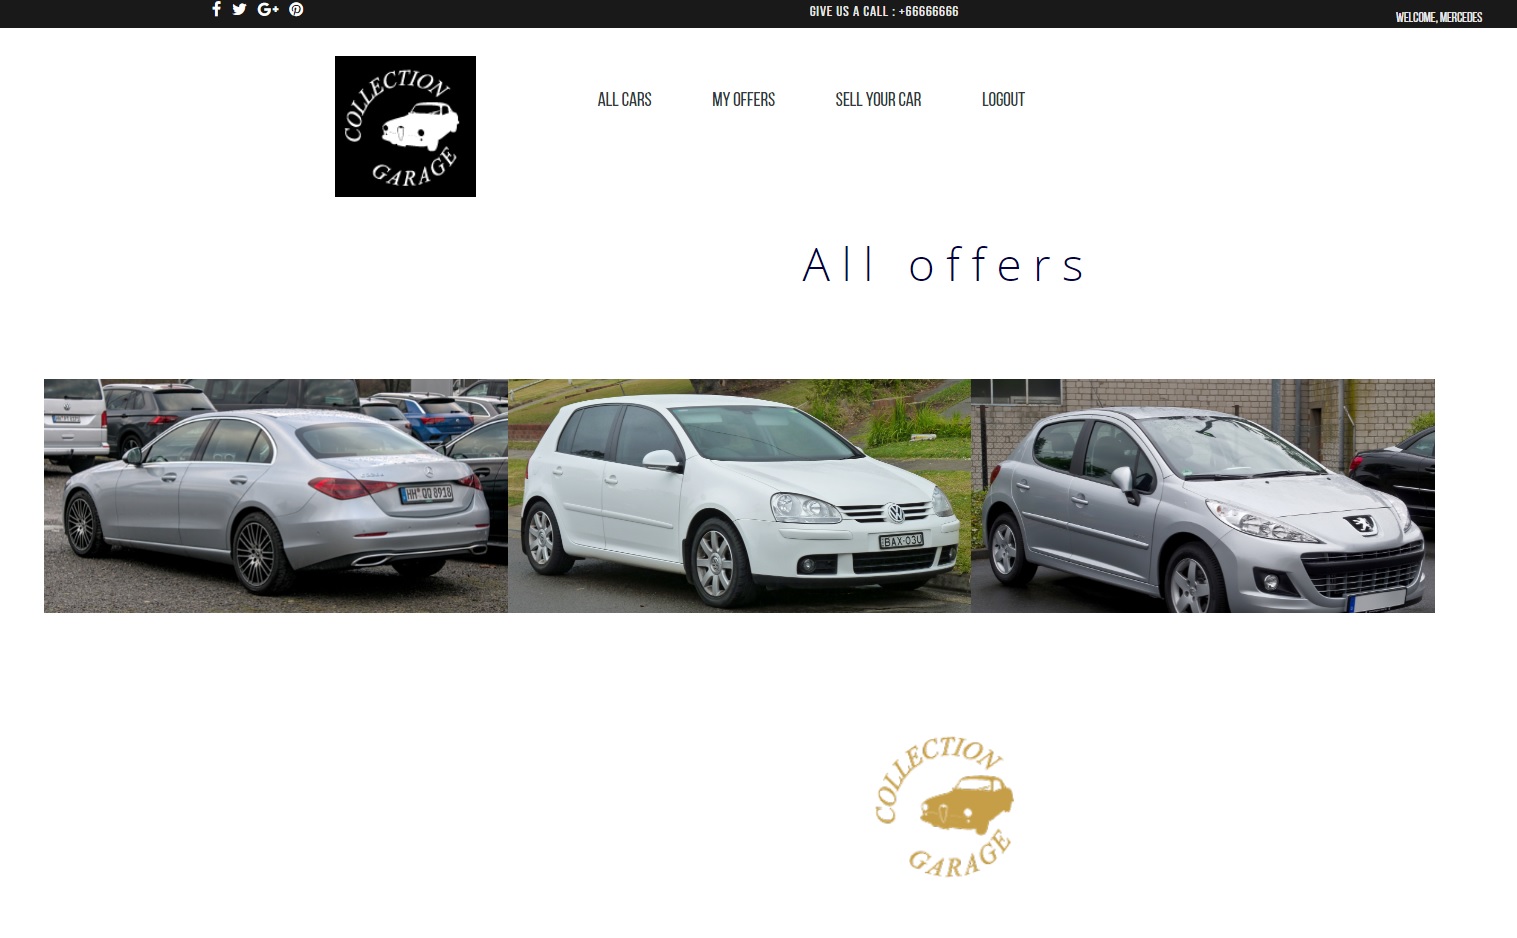 GIVE US A CALL : +66666666
WELCOME, MERCEDES
COLLECTION
GARAGE
ALL CARS
MY OFFERS
SELL YOUR CAR
LOGOUT
All offers
HH QQ 8918
BAX-03U
COLLECTION
GARAGE